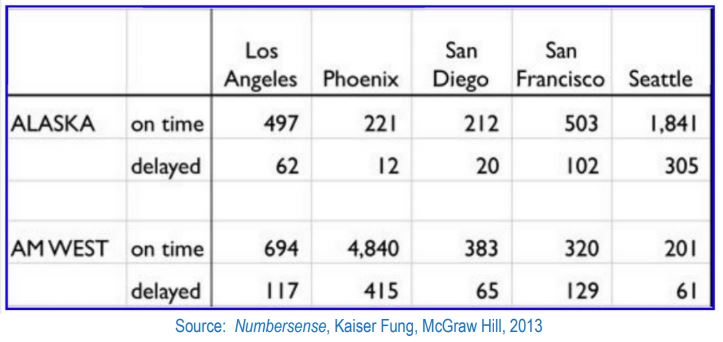 Los San San
Angeles Phoenix Diego Francisco Seattle
ALASKA on time 497 221 212 503 1,841
delayed 62 12 20 102 305
AM WEST on time 694 4,840 383 320 201
delayed 117 415 65 129 61
Source: Numbersense, Kaiser Fung, McGraw Hill, 2013